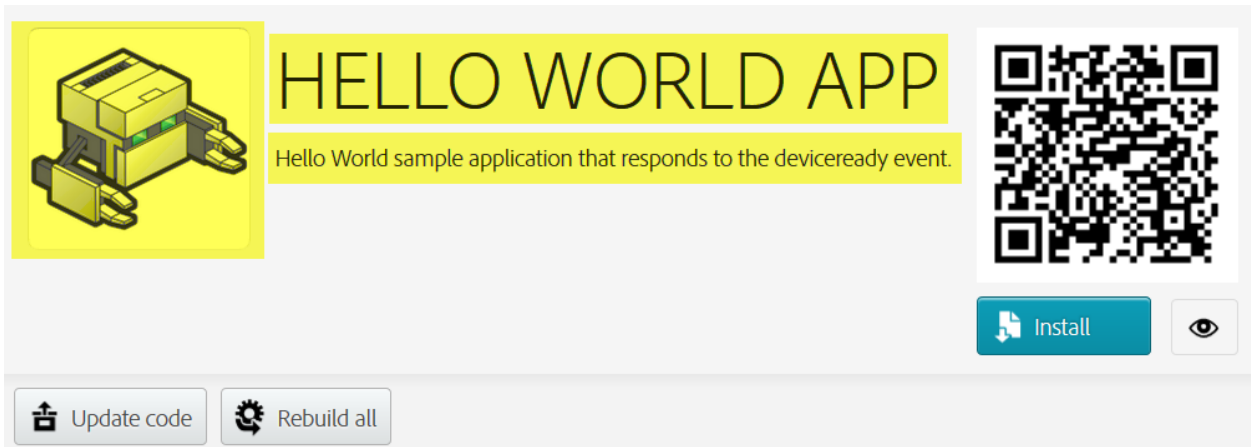 HELLO WORLD APP
Hello World sample application that responds to the deviceready event.
Install
Update code
Rebuild all